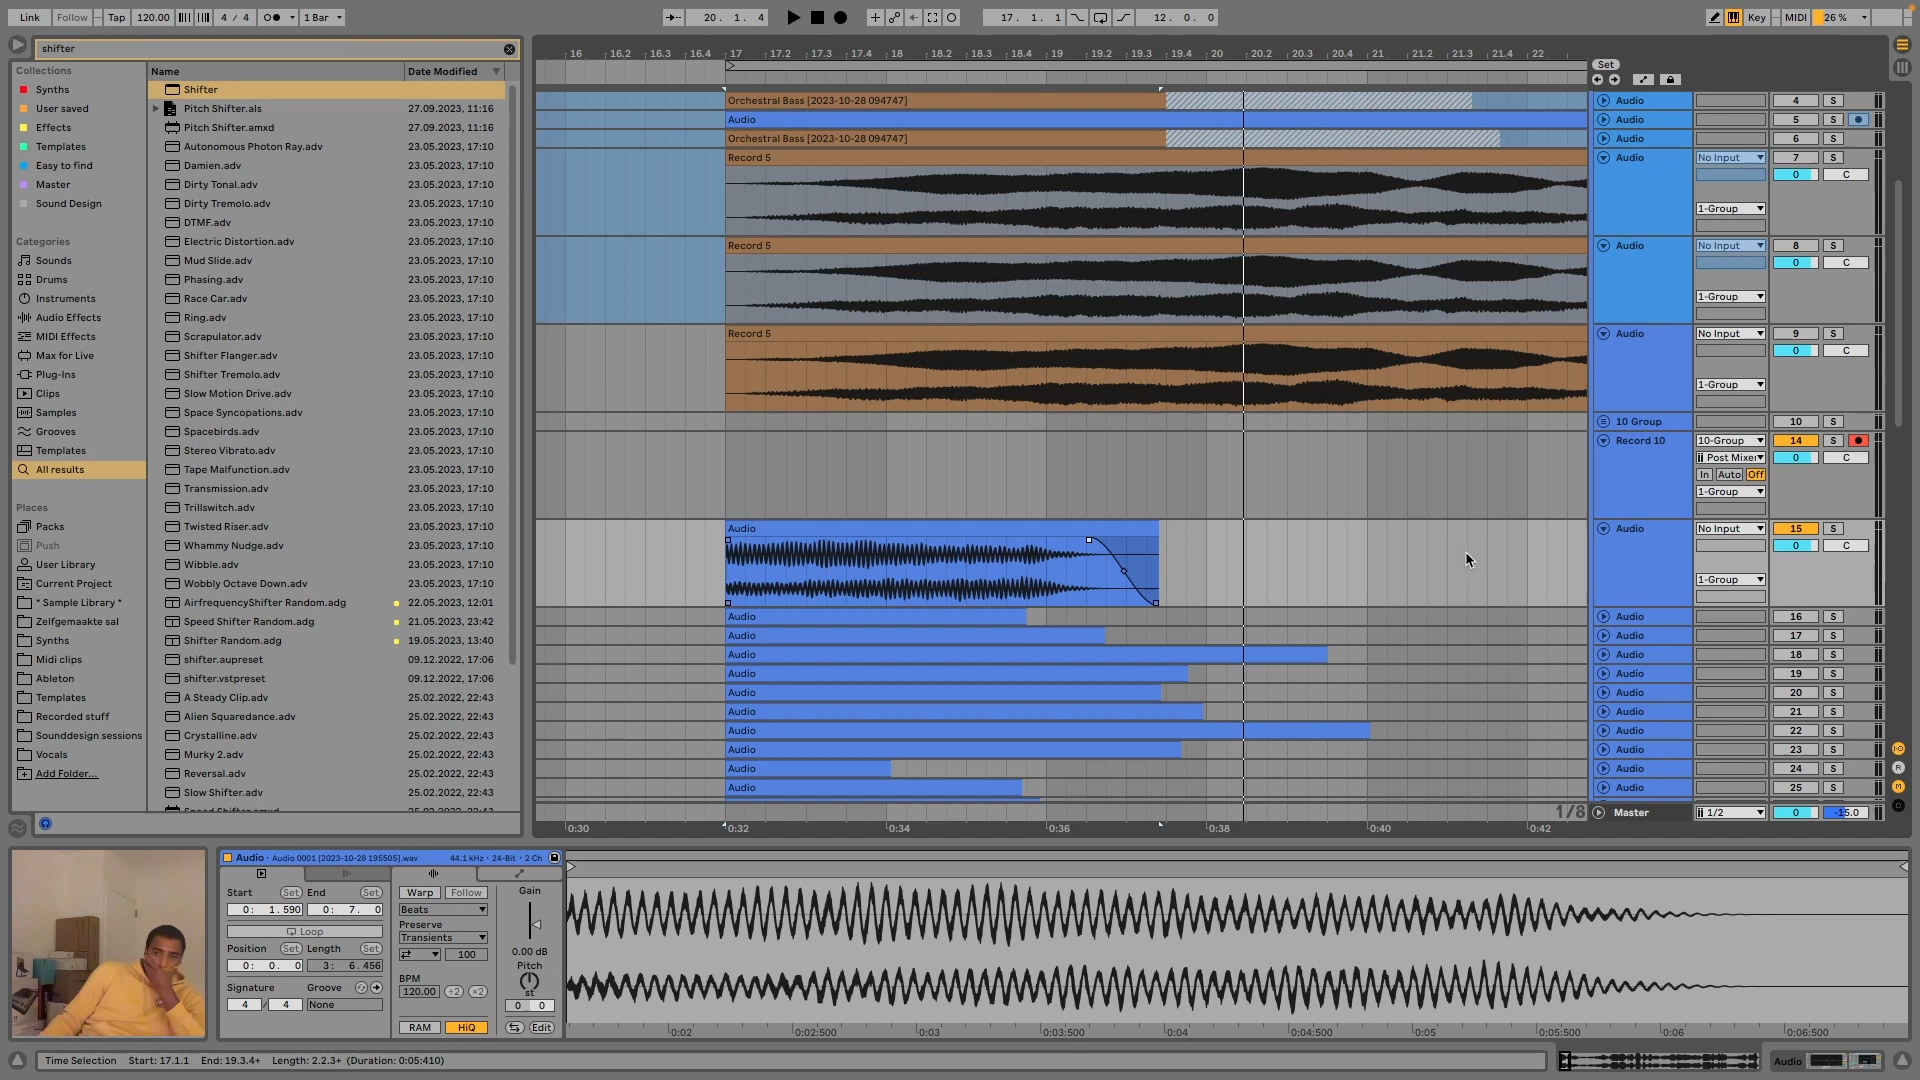 Link Follow Tap 120.00 4 / 4 1 Bar 20. 1. 4 17. 1. 1 12. 0. 0 Key MIDI 26 %
shifter
Collections
Synths
User saved
Effects
Templates
Easy to find
Master
Sound Design
Categories
Sounds
Drums
Instruments
Audio Effects
MIDI Effects
Max for Live
Plug-Ins
Clips
Samples
Grooves
Templates
All results
Places
Packs
Push
User Library
Current Project
* Sample Library *
Zelfgemaakte sal
Synths
Midi clips
Ableton
Templates
Recorded stuff
Sounddesign sessions
Vocals
Add Folder...
Name Date Modified
Shifter
Pitch Shifter.als 27.09.2023, 11:16
Pitch Shifter.amxd 27.09.2023, 11:16
Autonomous Photon Ray.adv 23.05.2023, 17:10
Damien.adv 23.05.2023, 17:10
Dirty Tonal.adv 23.05.2023, 17:10
Dirty Tremolo.adv 23.05.2023, 17:10
DTMF.adv 23.05.2023, 17:10
Electric Distortion.adv 23.05.2023, 17:10
Mud Slide.adv 23.05.2023, 17:10
Phasing.adv 23.05.2023, 17:10
Race Car.adv 23.05.2023, 17:10
Ring.adv 23.05.2023, 17:10
Scrapulator.adv 23.05.2023, 17:10
Shifter Flanger.adv 23.05.2023, 17:10
Shifter Tremolo.adv 23.05.2023, 17:10
Slow Motion Drive.adv 23.05.2023, 17:10
Space Syncopations.adv 23.05.2023, 17:10
Spacebirds.adv 23.05.2023, 17:10
Stereo Vibrato.adv 23.05.2023, 17:10
Tape Malfunction.adv 23.05.2023, 17:10
Transmission.adv 23.05.2023, 17:10
Trillswitch.adv 23.05.2023, 17:10
Twisted Riser.adv 23.05.2023, 17:10
Whammy Nudge.adv 23.05.2023, 17:10
Wibble.adv 23.05.2023, 17:10
Wobbly Octave Down.adv 23.05.2023, 17:10
AirfrequencyShifter Random.adg 22.05.2023, 12:01
Speed Shifter Random.adg 21.05.2023, 23:42
Shifter Random.adg 19.05.2023, 13:40
shifter.aupreset 09.12.2022, 17:06
shifter.vstpreset 09.12.2022, 17:06
A Steady Clip.adv 25.02.2022, 22:43
Alien Squaredance.adv 25.02.2022, 22:43
Crystalline.adv 25.02.2022, 22:43
Murky 2.adv 25.02.2022, 22:43
Reversal.adv 25.02.2022, 22:43
Slow Shifter.adv 25.02.2022, 22:43
16 16.2 16.3 16.4 17 17.2 17.3 17.4 18 18.2 18.3 18.4 19 19.2 19.3 19.4 20 20.2 20.3 20.4 21 21.2 21.3 21.4 22
Set
Orchestral Bass [2023-10-28 094747] Audio 4 S
Audio Audio 5 S
Orchestral Bass [2023-10-28 094747] Audio 6 S
Record 5 Audio No Input 7 S
0 C
1-Group
Record 5 Audio No Input 8 S
0 C
1-Group
Record 5 Audio No Input 9 S
0 C
1-Group
10 Group 10 S
Record 10 10-Group 14 S
Post Mixer 0 C
In Auto Off
1-Group
Audio Audio No Input 15 S
0 C
1-Group
Audio Audio 16 S
Audio Audio 17 S
Audio Audio 18 S
Audio Audio 19 S
Audio Audio 20 S
Audio Audio 21 S
Audio Audio 22 S
Audio Audio 23 S
Audio Audio 24 S
Audio Audio 25 S
1/8 Master 1/2 0 -15.0
0:30 0:32 0:34 0:36 0:38 0:40 0:42
Audio · Audio 0001 [2023-10-28 195505].wav 44.1 kHz · 24-Bit · 2 Ch
Start Set End Set
0: 1. 590 0: 7. 0
Loop
Position Set Length Set
0: 0. 0 3: 6. 456
Signature Groove
4 / 4 None
Warp Follow
Beats
Preserve
Transients
100
BPM
120.00 ÷2 ×2
RAM HiQ
Gain
0.00 dB
Pitch
st
0 0
Edit
0:02 0:02:500 0:03 0:03:500 0:04 0:04:500 0:05 0:05:500 0:06 0:06:500
Time Selection Start: 17.1.1 End: 19.3.4+ Length: 2.2.3+ (Duration: 0:05:410)
Audio